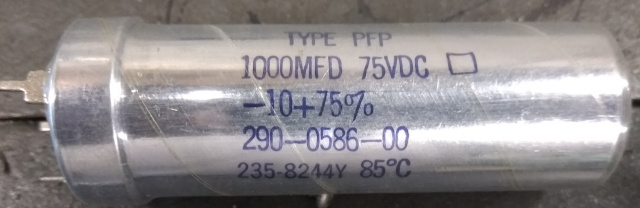 TYPE PFP
1000MFD 75VDC □
-10+75%
290-0586-00
235-8244Y 85°C